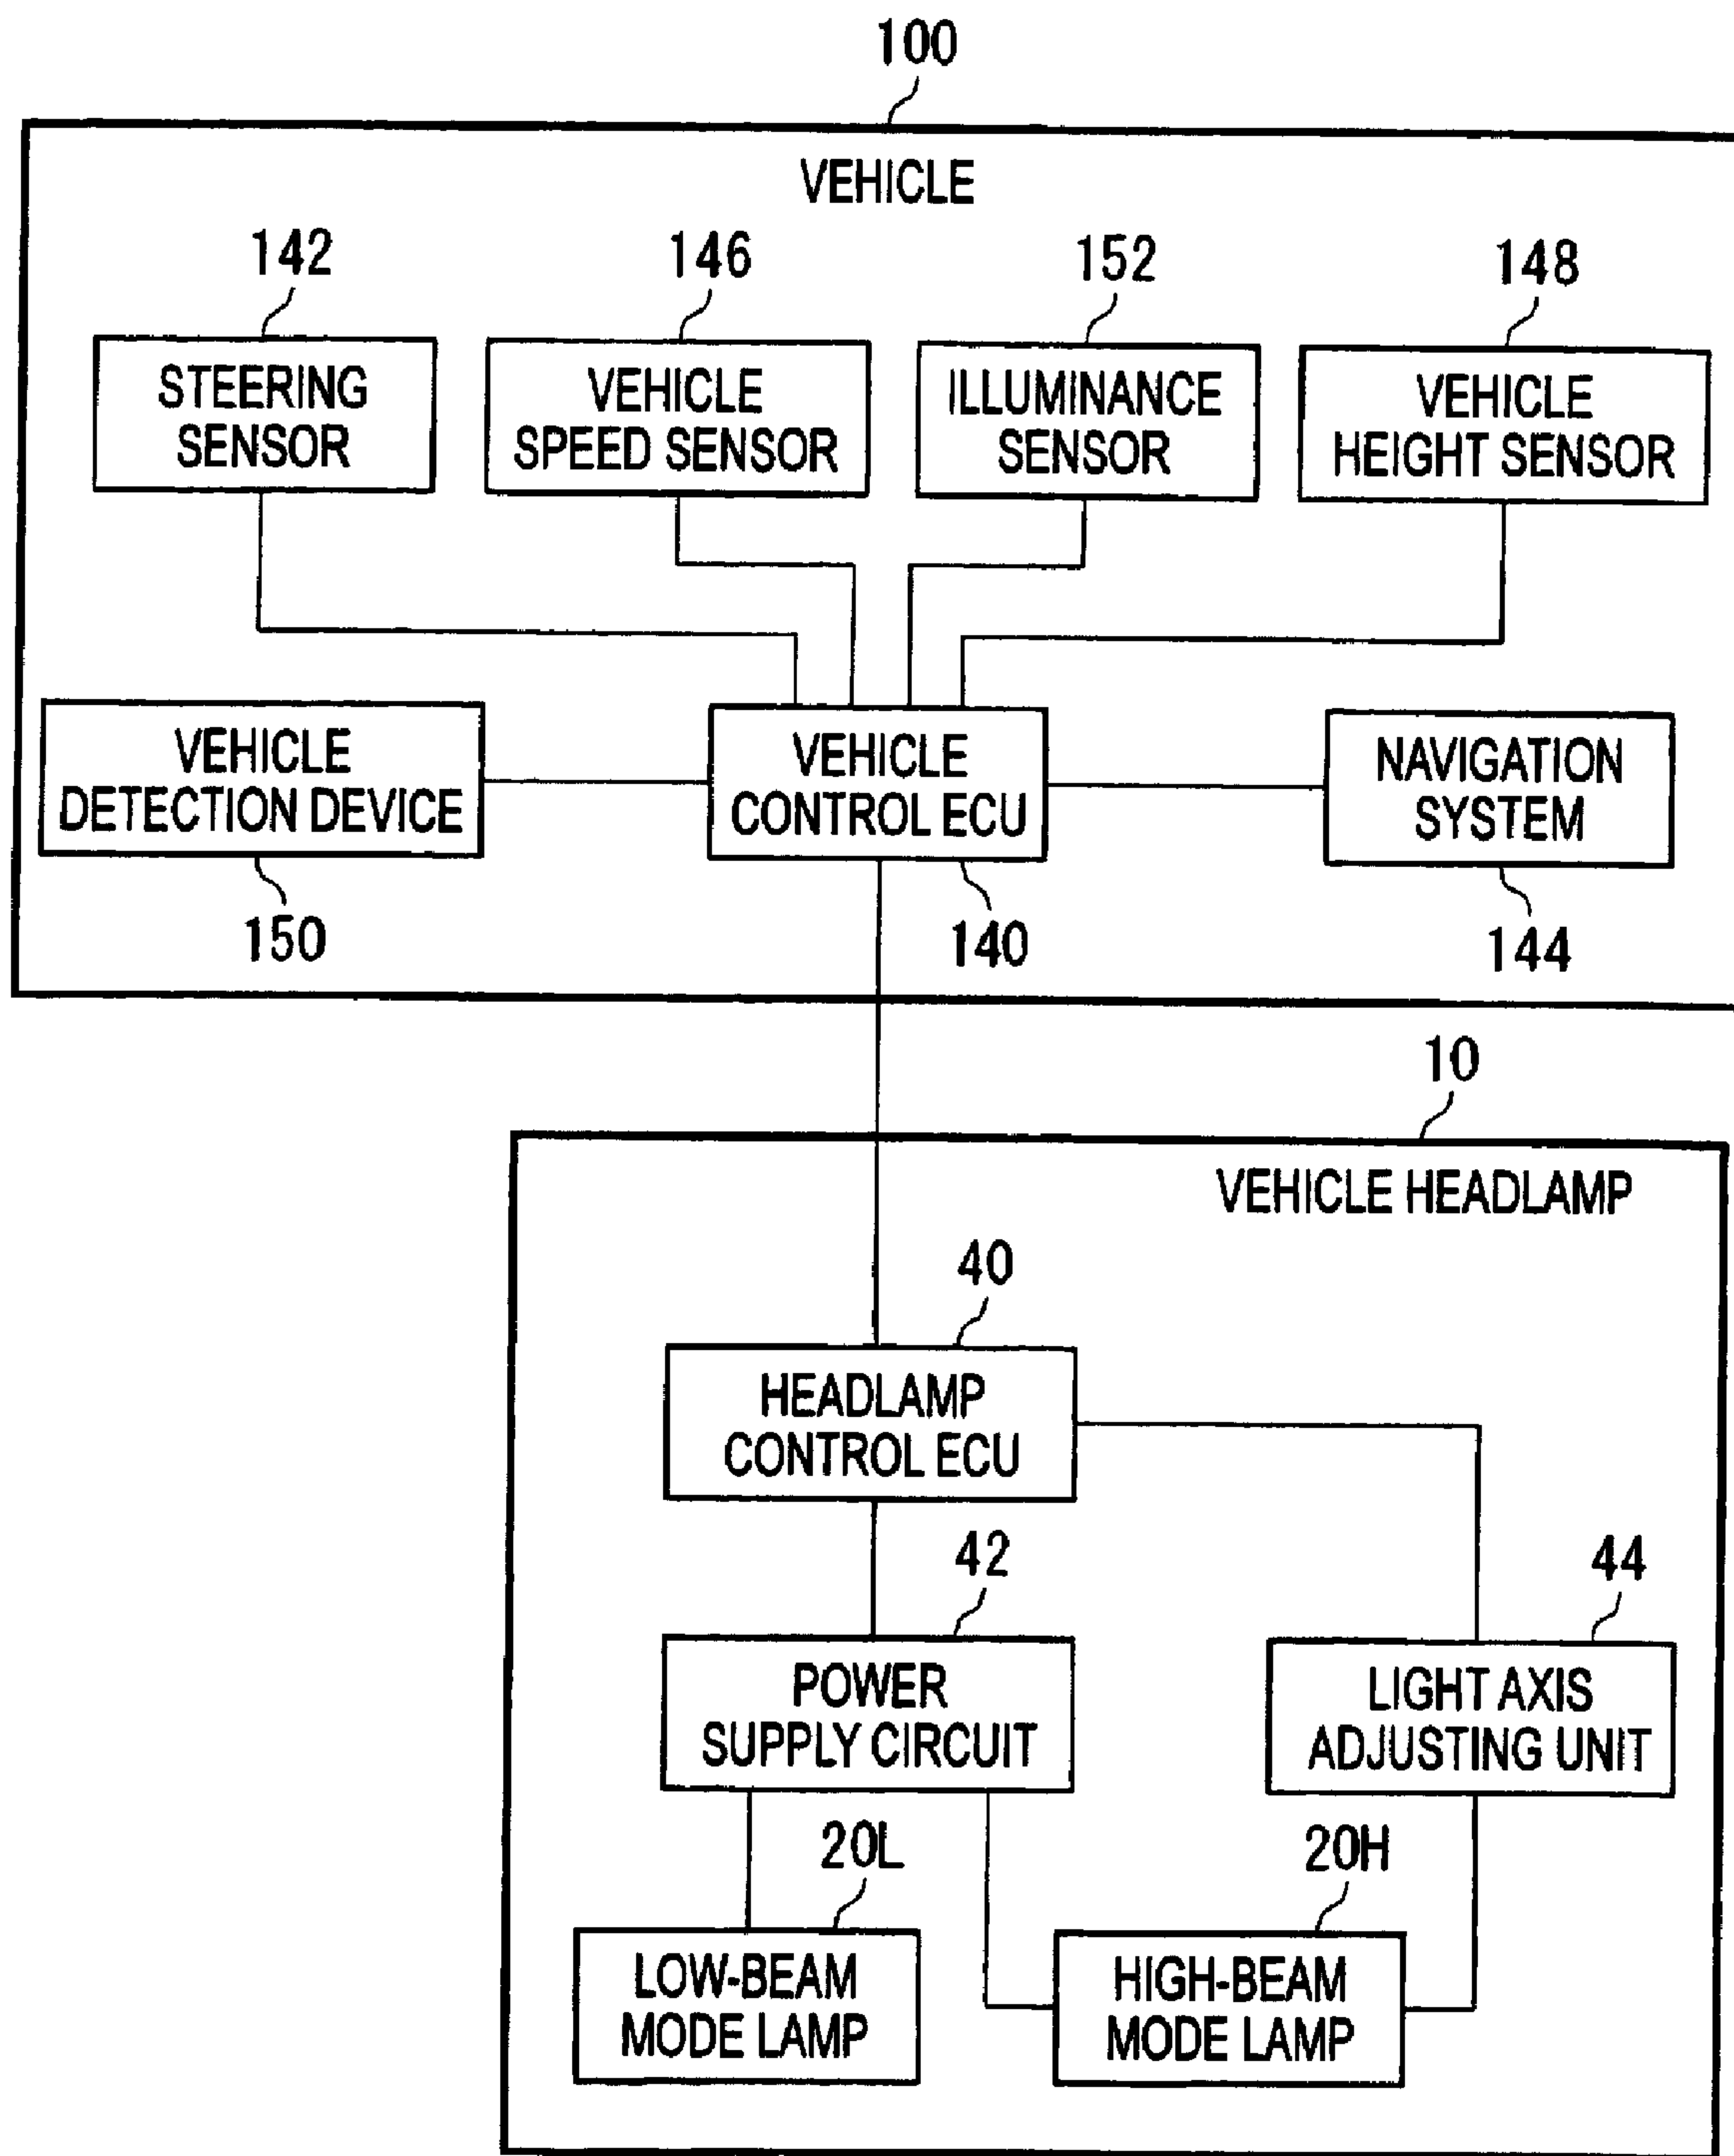 100
VEHICLE
142
146
152
148
STEERING
SENSOR
VEHICLE
SPEED SENSOR
ILLUMINANCE
SENSOR
VEHICLE
HEIGHT SENSOR
VEHICLE
DETECTION DEVICE
VEHICLE
CONTROL ECU
NAVIGATION
SYSTEM
150
140
144
10
VEHICLE HEADLAMP
40
HEADLAMP
CONTROL ECU
42
44
POWER
SUPPLY CIRCUIT
LIGHT AXIS
ADJUSTING UNIT
20L
20H
LOW-BEAM
MODE LAMP
HIGH-BEAM
MODE LAMP